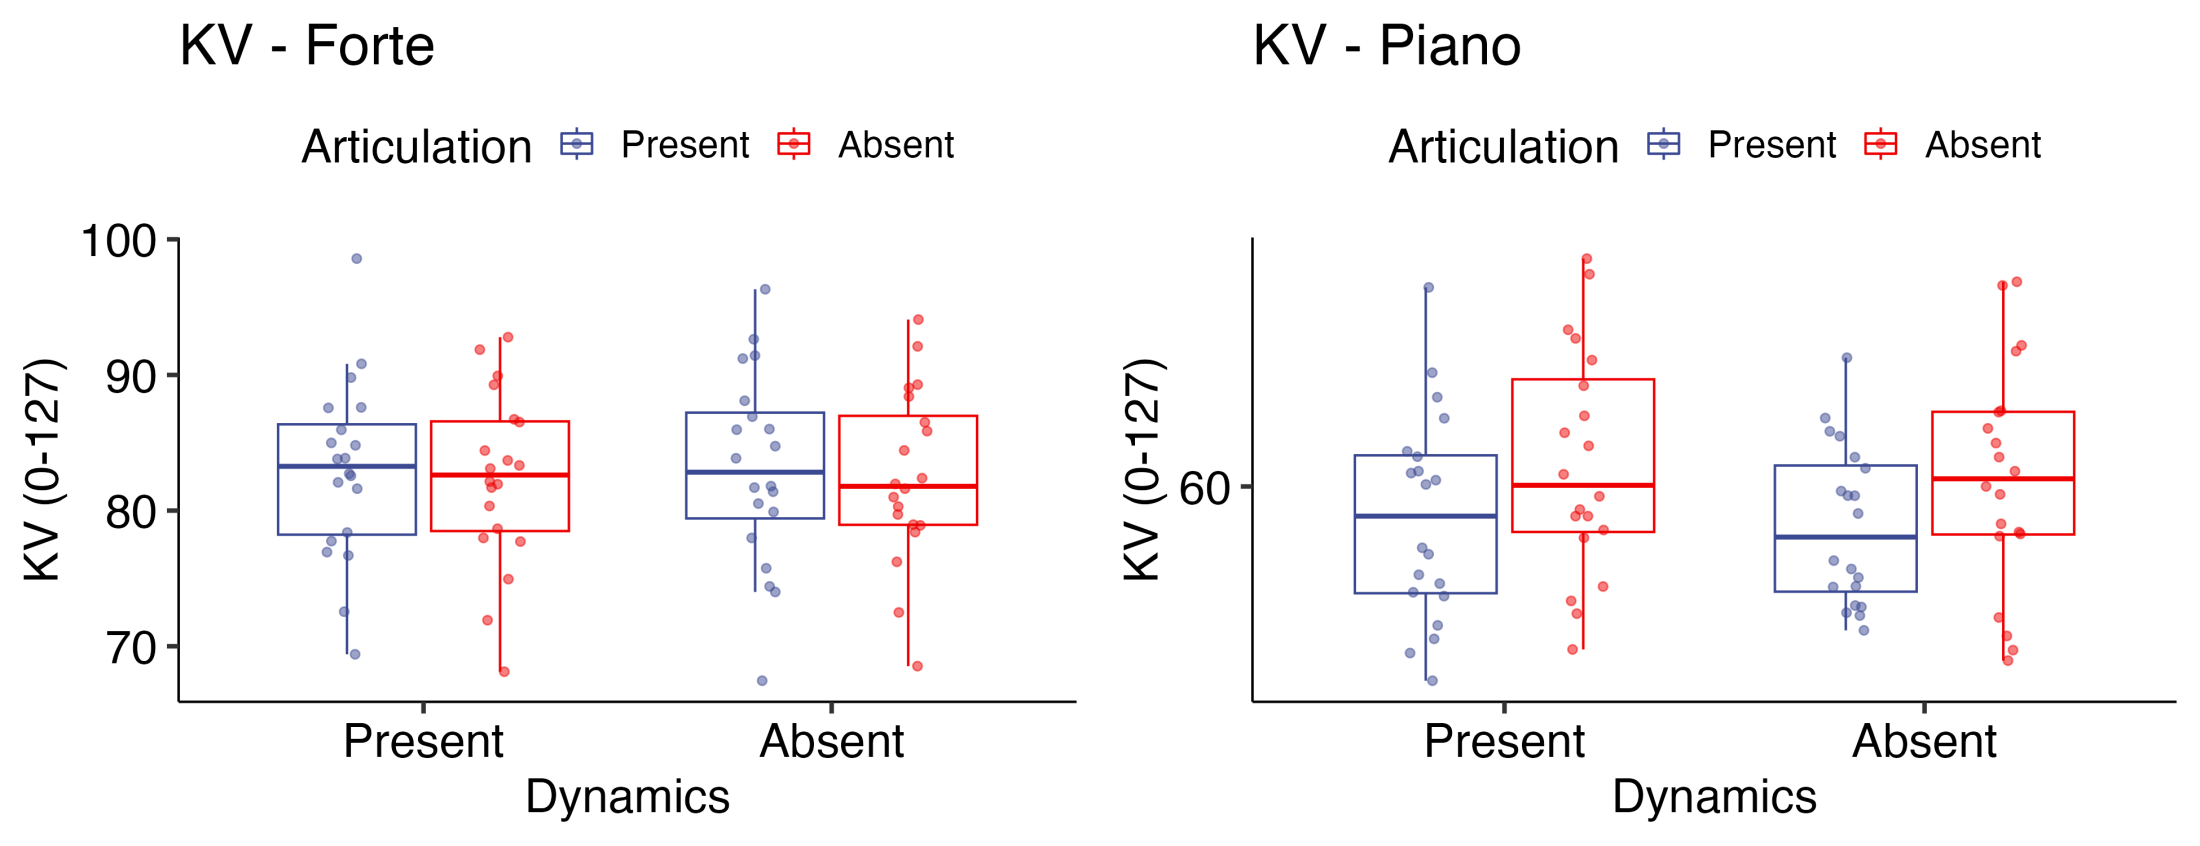 KV - Forte
Articulation Present Absent
KV (0-127)
100
90
80
70
Present Absent
Dynamics
KV - Piano
Articulation Present Absent
KV (0-127)
60
Present Absent
Dynamics